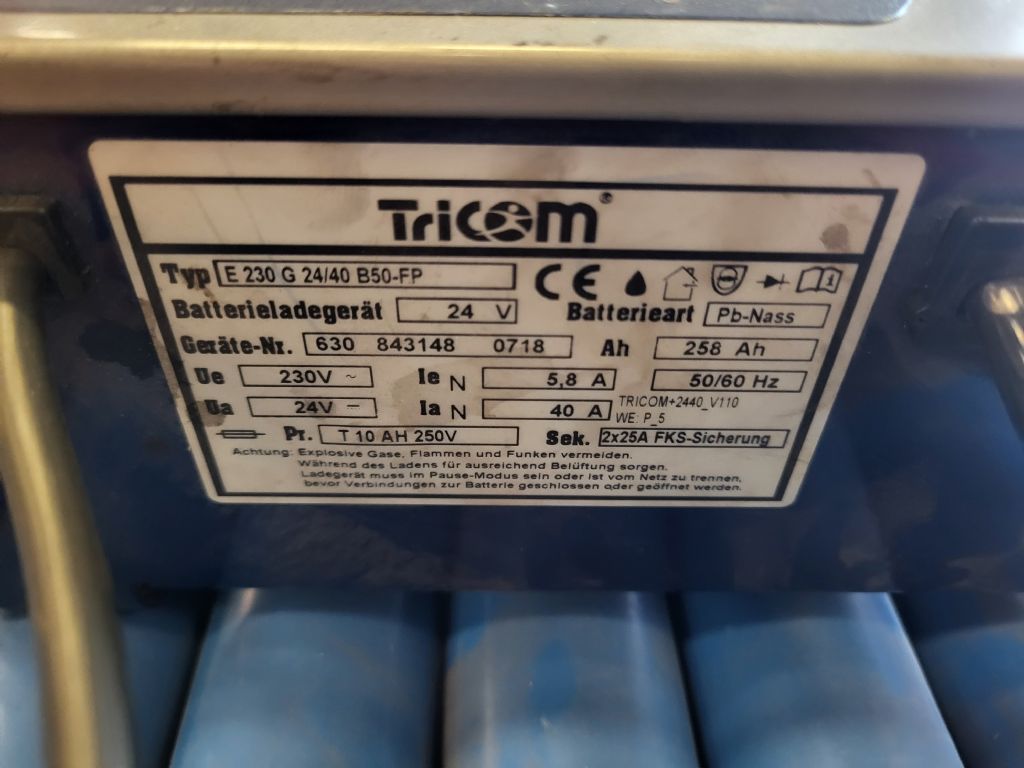 TriCOM®
Typ E 230 G 24/40 B50-FP CE
Batterieladegerät 24 V Batterieart Pb-Nass
Geräte-Nr. 630 843148 0718 Ah 258 Ah
Ue 230V ~ Ie N 5,8 A 50/60 Hz
Ua 24V Ia N 40 A TRICOM+2440_V110
WE: P_5
Pr. T 10 AH 250V Sek. 2x25A FKS-Sicherung
Achtung: Explosive Gase, Flammen und Funken vermeiden.
Während des Ladens für ausreichend Belüftung sorgen.
Ladegerät muss im Pause-Modus sein oder ist vom Netz zu trennen,
bevor Verbindungen zur Batterie geschlossen oder geöffnet werden.